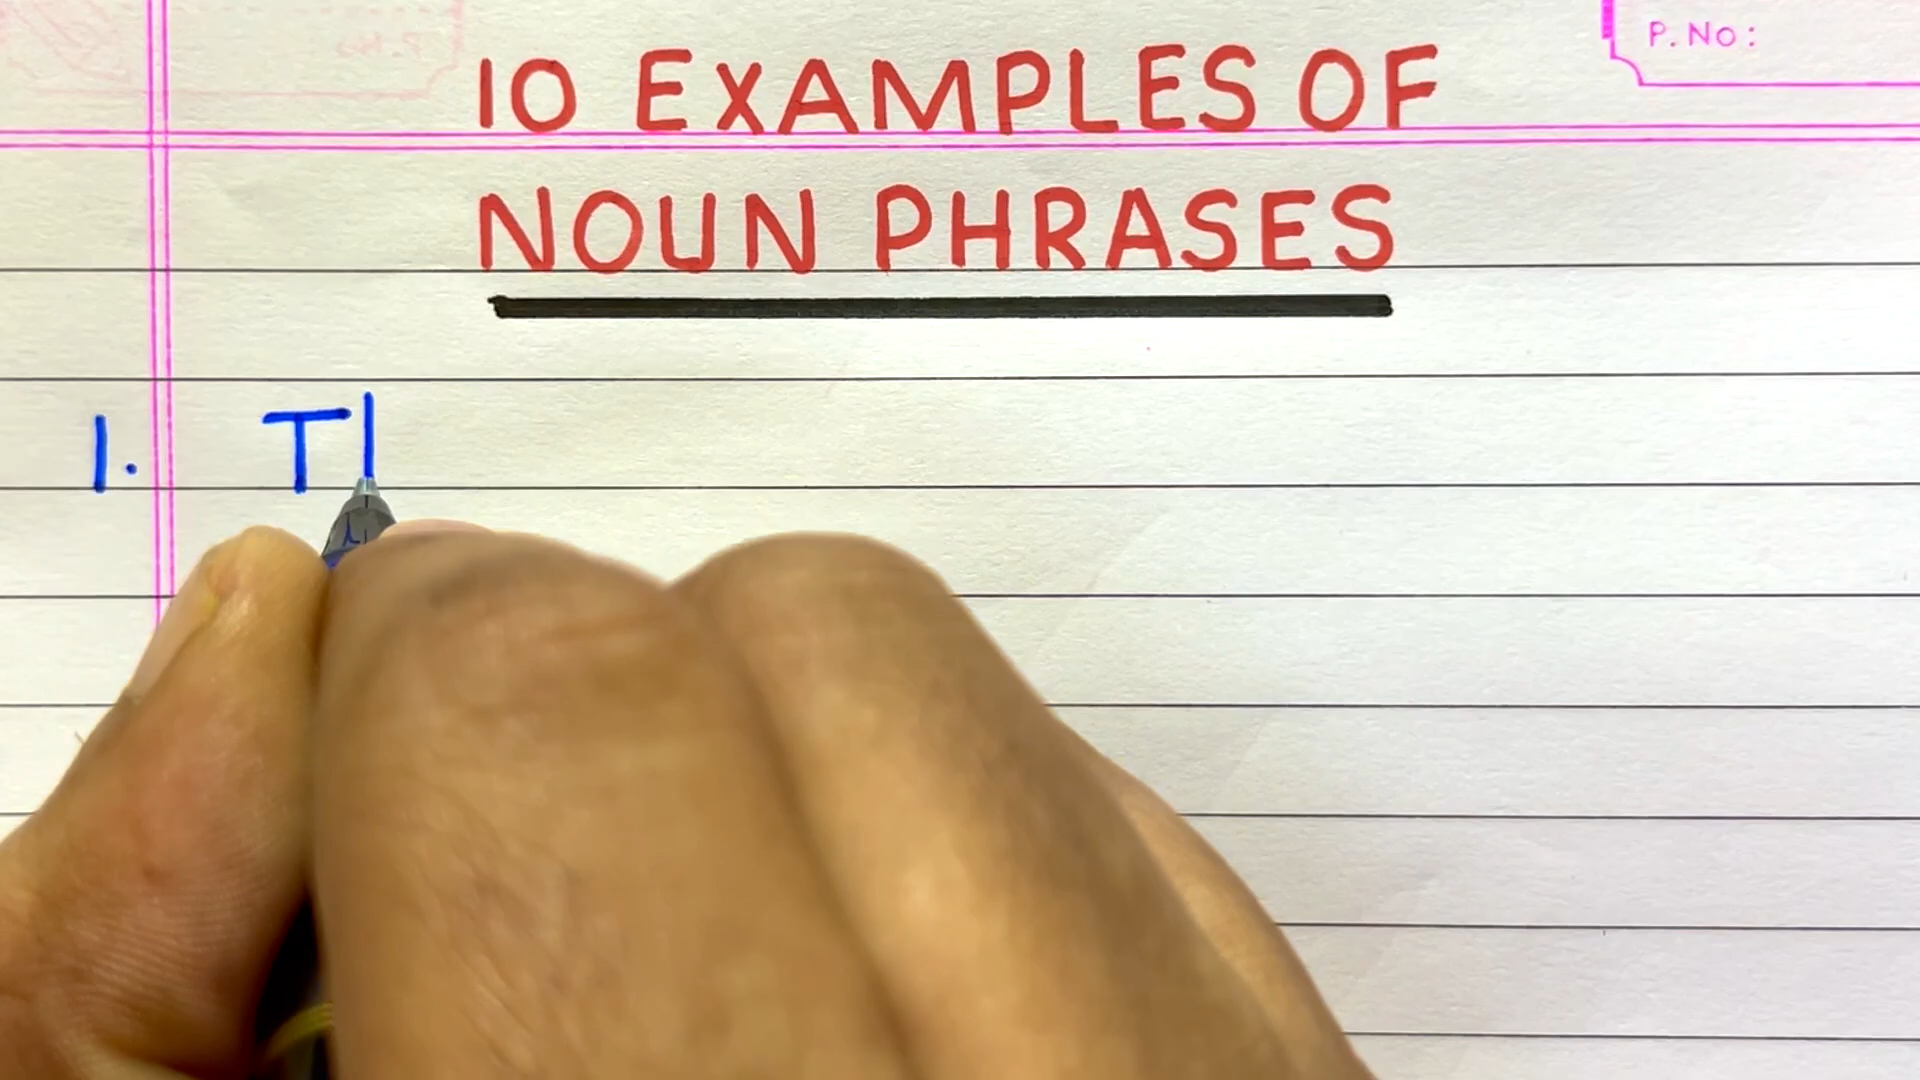 P. No:
10 EXAMPLES OF
NOUN PHRASES
1. T